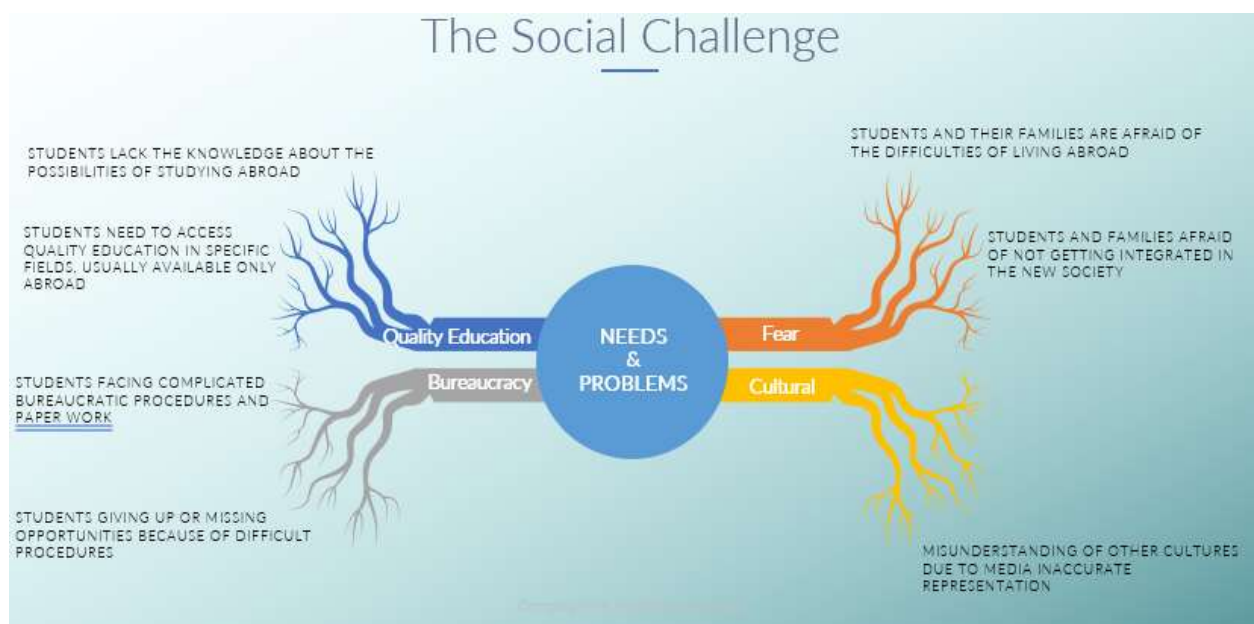 The Social Challenge
STUDENTS LACK THE KNOWLEDGE ABOUT THE
POSSIBILITIES OF STUDYING ABROAD
STUDENTS NEED TO ACCESS
QUALITY EDUCATION IN SPECIFIC
FIELDS, USUALLY AVAILABLE ONLY
ABROAD
STUDENTS AND THEIR FAMILIES ARE AFRAID OF
THE DIFFICULTIES OF LIVING ABROAD
STUDENTS AND FAMILIES AFRAID
OF NOT GETTING INTEGRATED IN
THE NEW SOCIETY
Quality Education
Bureaucracy
NEEDS
&
PROBLEMS
Fear
Cultural
STUDENTS FACING COMPLICATED
BUREAUCRATIC PROCEDURES AND
PAPER WORK
STUDENTS GIVING UP OR MISSING
OPPORTUNITIES BECAUSE OF DIFFICULT
PROCEDURES
MISUNDERSTANDING OF OTHER CULTURES
DUE TO MEDIA INACCURATE
REPRESENTATION